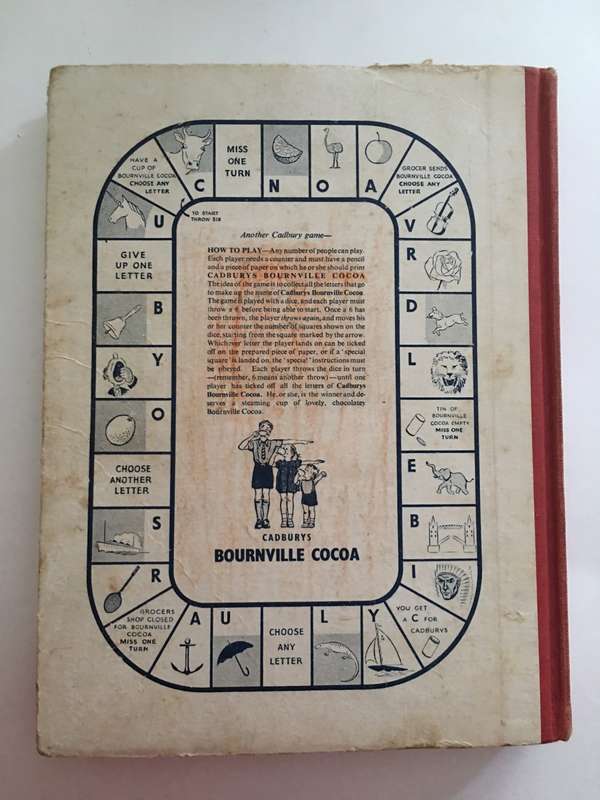 HAVE A
CUP OF
BOURNVILLE COCOA
CHOOSE ANY
LETTER
C
MISS
ONE
TURN
N
O
A
GROCER SENDS
BOURNVILLE COCOA
CHOOSE ANY
LETTER
V
R
D
L
TIN OF
BOURNVILLE
COCOA EMPTY
MISS ONE
TURN
E
B
I
YOU GET
A C FOR
CADBURYS
Y
L
CHOOSE
ANY
LETTER
U
A
GROCERS
SHOP CLOSED
FOR BOURNVILLE
COCOA
MISS ONE
TURN
R
S
CHOOSE
ANOTHER
LETTER
O
Y
B
GIVE
UP ONE
LETTER
U
TO START
THROW SIX
Another Cadbury game—
HOW TO PLAY—Any number of people can play.
Each player needs a counter and must have a pencil
and a piece of paper on which he or she should print
CADBURYS BOURNVILLE COCOA
The idea of the game is to collect all the letters that go
to make up the name of Cadburys Bournville Cocoa.
The game is played with a dice, and each player must
throw a 6 before being able to start. Once a 6 has
been thrown, the player throws again, and moves his
or her counter the number of squares shown on the
dice, starting from the square marked by the arrow.
Whichever letter the player lands on can be ticked
off on the prepared piece of paper, or if a 'special
square' is landed on, the 'special' instructions must
be obeyed. Each player throws the dice in turn
—(remember, 6 means another throw)—until one
player has ticked off all the letters of Cadburys
Bournville Cocoa. He, or she, is the winner and de-
serves a steaming cup of lovely, chocolatey
Bournville Cocoa.
CADBURYS
BOURNVILLE COCOA